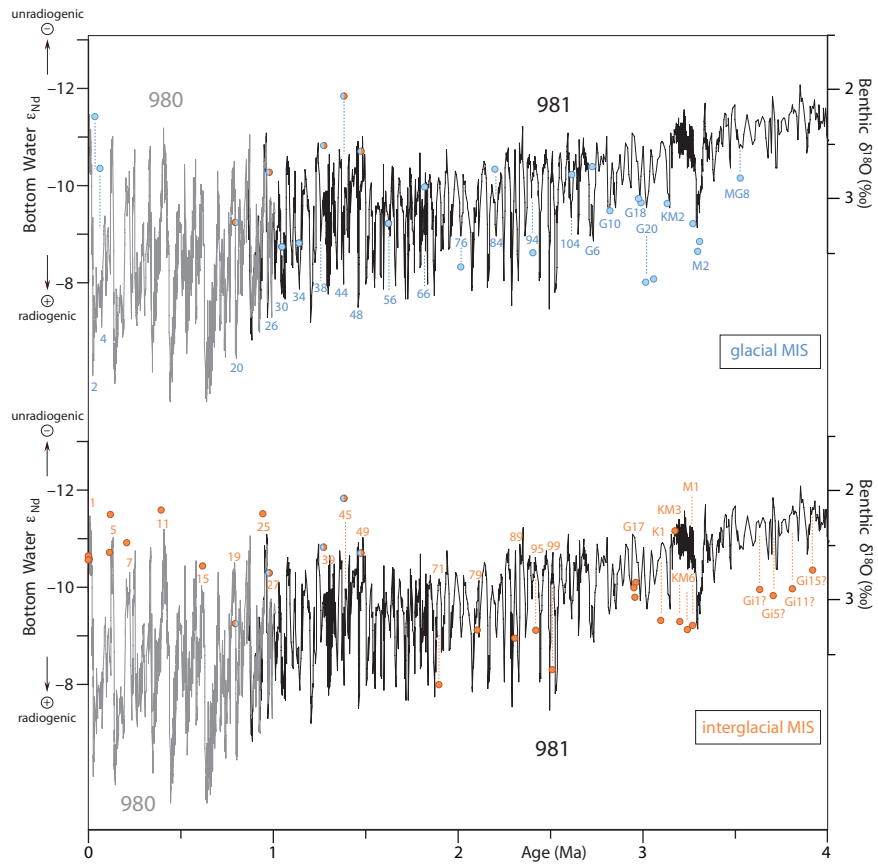 unradiogenic
−
−12
980
981
2
Bottom Water εNd
Benthic δ18O (‰)
−10
3
MG8
G10
G18
KM2
G20
104
G6
76
84
94
M2
4
30
34
38
44
48
56
66
26
−8
+
radiogenic
2
20
glacial MIS
unradiogenic
−
M1
−12
2
1
5
11
25
45
49
89
95
99
G17
K1
KM3
Bottom Water εNd
Benthic δ18O (‰)
7
15
19
27
39
71
79
KM6
−10
3
Gi1?
Gi5?
Gi11?
Gi15?
−8
+
radiogenic
interglacial MIS
981
980
0
1
2
Age (Ma)
3
4